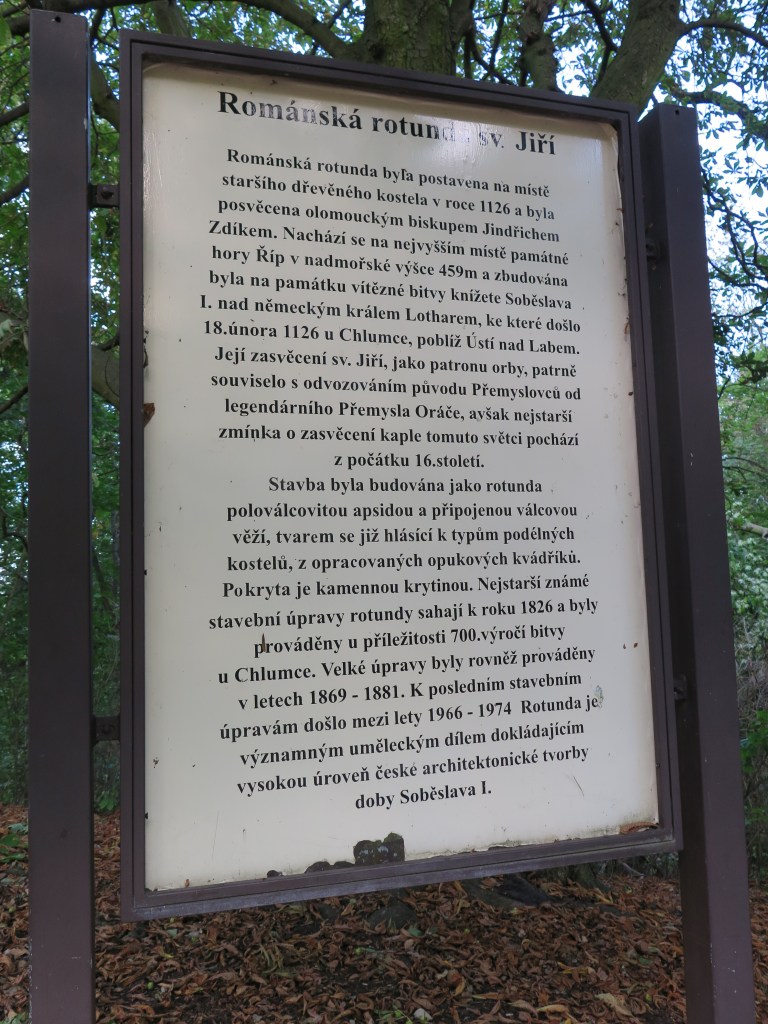 Románská rotunda sv. Jiří
Románská rotunda byla postavena na místě
staršího dřevěného kostela v roce 1126 a byla
posvěcena olomouckým biskupem Jindřichem
Zdíkem. Nachází se na nejvyšším místě památné
hory Říp v nadmořské výšce 459m a zbudována
byla na památku vítězné bitvy knížete Soběslava
I. nad německým králem Lotharem, ke které došlo
18.února 1126 u Chlumce, poblíž Ústí nad Labem.
Její zasvěcení sv. Jiří, jako patronu orby, patrně
souviselo s odvozováním původu Přemyslovců od
legendárního Přemysla Oráče, avšak nejstarší
zmínka o zasvěcení kaple tomuto světci pochází
z počátku 16.století.
Stavba byla budována jako rotunda
poloválcovitou apsidou a připojenou válcovou
věží, tvarem se již hlásící k typům podélných
kostelů, z opracovaných opukových kvádříků.
Pokryta je kamennou krytinou. Nejstarší známé
stavební úpravy rotundy sahají k roku 1826 a byly
prováděny u příležitosti 700.výročí bitvy
u Chlumce. Velké úpravy byly rovněž prováděny
v letech 1869 - 1881. K posledním stavebním
úpravám došlo mezi lety 1966 - 1974 Rotunda je
významným uměleckým dílem dokládajícím
vysokou úroveň české architektonické tvorby
doby Soběslava I.